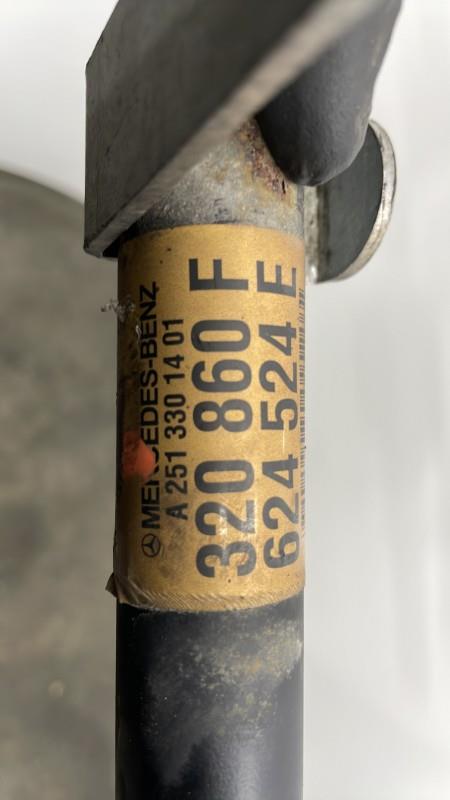 MERCEDES-BENZ
A 251 330 14 01
320 860 F
624 524 E